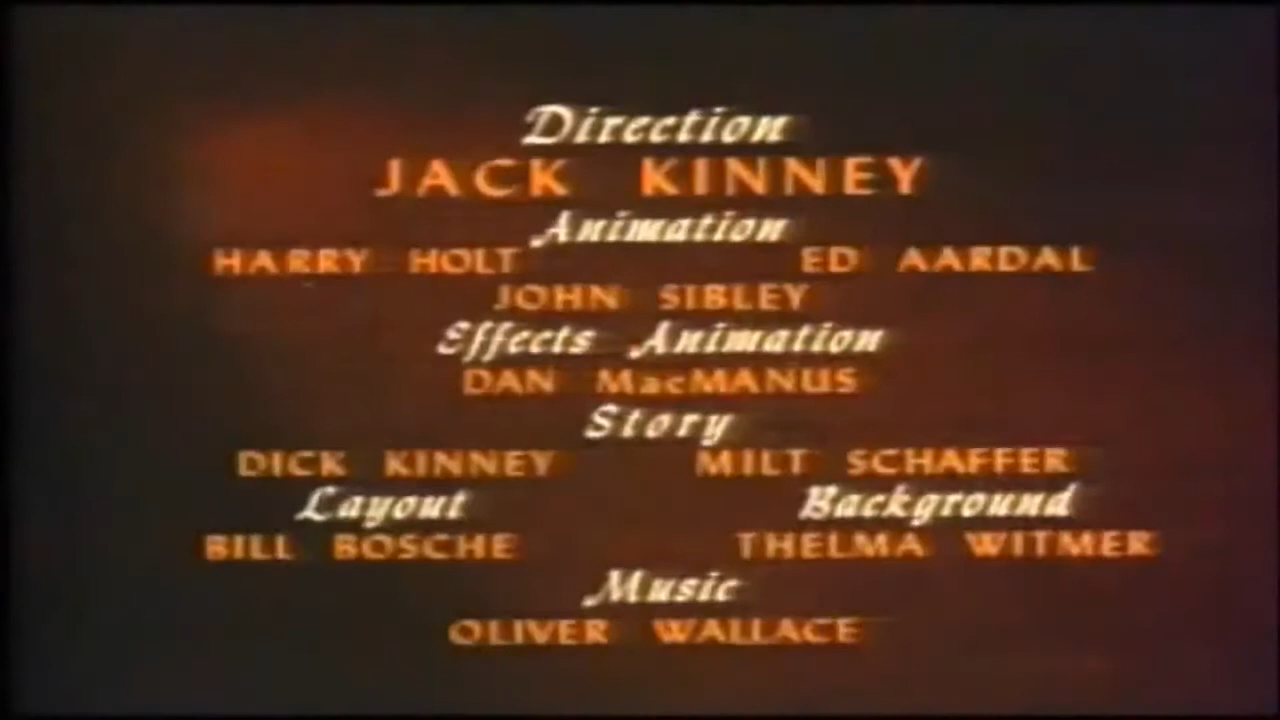 Direction
JACK KINNEY
Animation
HARRY HOLT ED AARDAL
JOHN SIBLEY
Effects Animation
DAN MacMANUS
Story
DICK KINNEY MILT SCHAFFER
Layout Background
BILL BOSCHE THELMA WITMER
Music
OLIVER WALLACE